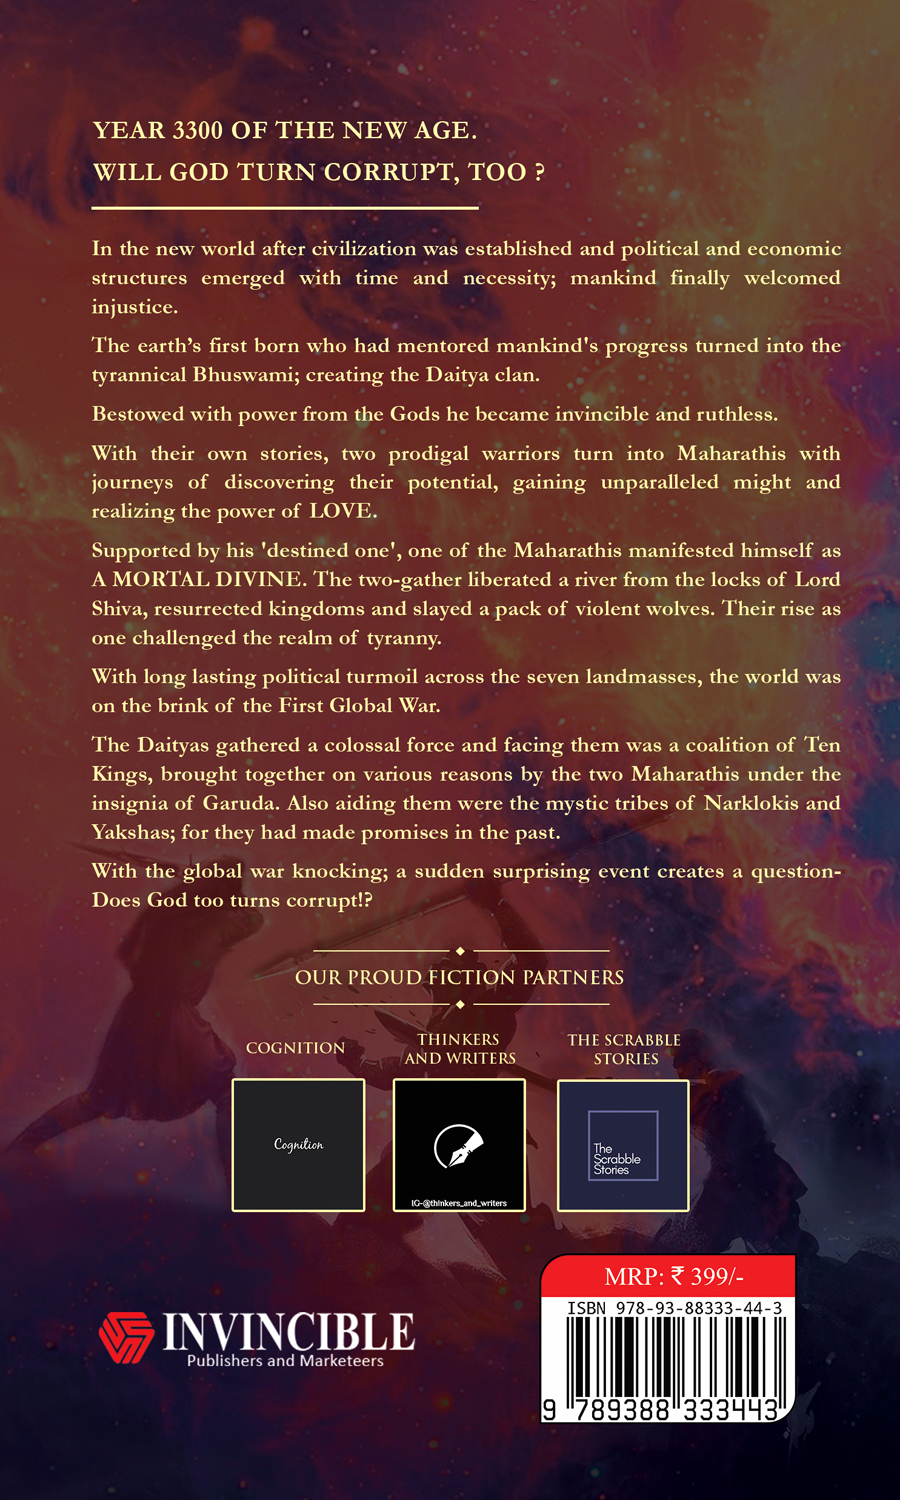 YEAR 3300 OF THE NEW AGE.
WILL GOD TURN CORRUPT, TOO ?
In the new world after civilization was established and political and economic
structures emerged with time and necessity; mankind finally welcomed
injustice.
The earth’s first born who had mentored mankind's progress turned into the
tyrannical Bhuswami; creating the Daitya clan.
Bestowed with power from the Gods he became invincible and ruthless.
With their own stories, two prodigal warriors turn into Maharathis with
journeys of discovering their potential, gaining unparalleled might and
realizing the power of LOVE.
Supported by his 'destined one', one of the Maharathis manifested himself as
A MORTAL DIVINE. The two-gather liberated a river from the locks of Lord
Shiva, resurrected kingdoms and slayed a pack of violent wolves. Their rise as
one challenged the realm of tyranny.
With long lasting political turmoil across the seven landmasses, the world was
on the brink of the First Global War.
The Daityas gathered a colossal force and facing them was a coalition of Ten
Kings, brought together on various reasons by the two Maharathis under the
insignia of Garuda. Also aiding them were the mystic tribes of Narklokis and
Yakshas; for they had made promises in the past.
With the global war knocking; a sudden surprising event creates a question-
Does God too turns corrupt!?
OUR PROUD FICTION PARTNERS
COGNITION
Cognition
THINKERS
AND WRITERS
IG-@thinkers_and_writers
THE SCRABBLE
STORIES
The
Scrabble
Stories
INVINCIBLE
Publishers and Marketeers
MRP: ₹ 399/-
ISBN 978-93-88333-44-3
9 789388 333443